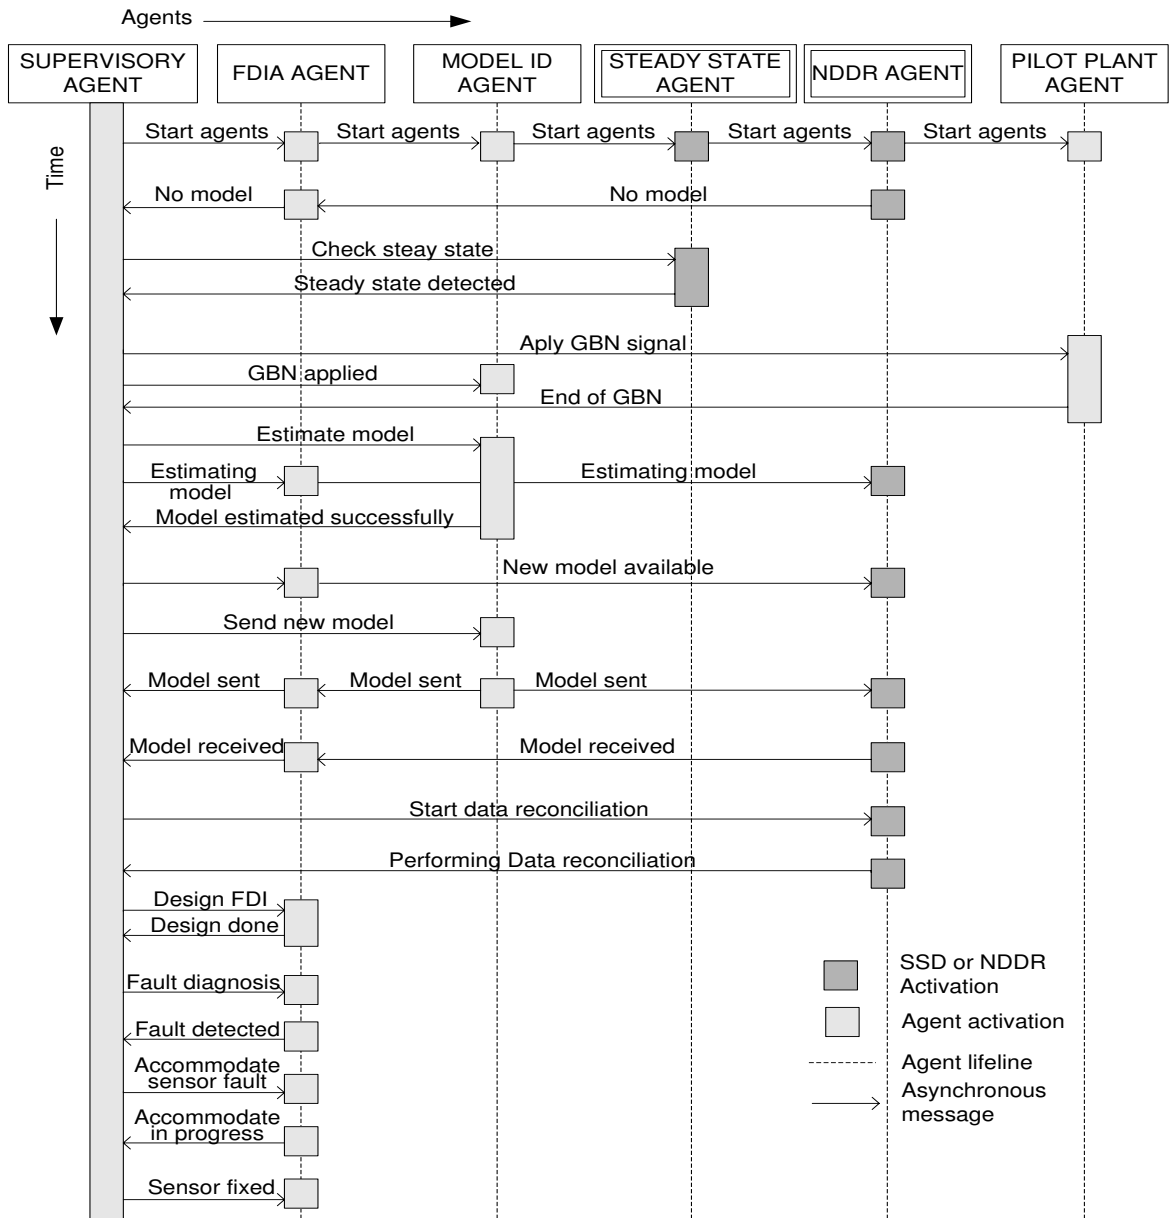 Agents
SUPERVISORY
AGENT
FDIA AGENT
MODEL ID
AGENT
STEADY STATE
AGENT
NDDR AGENT
PILOT PLANT
AGENT
Time
Start agents
Start agents
Start agents
Start agents
Start agents
No model
No model
Check steay state
Steady state detected
Aply GBN signal
GBN applied
End of GBN
Estimate model
Estimating
model
Estimating model
Model estimated successfully
New model available
Send new model
Model sent
Model sent
Model sent
Model received
Model received
Start data reconciliation
Performing Data reconciliation
Design FDI
Design done
Fault diagnosis
Fault detected
Accommodate
sensor fault
Accommodate
in progress
Sensor fixed
SSD or NDDR
Activation
Agent activation
Agent lifeline
Asynchronous
message